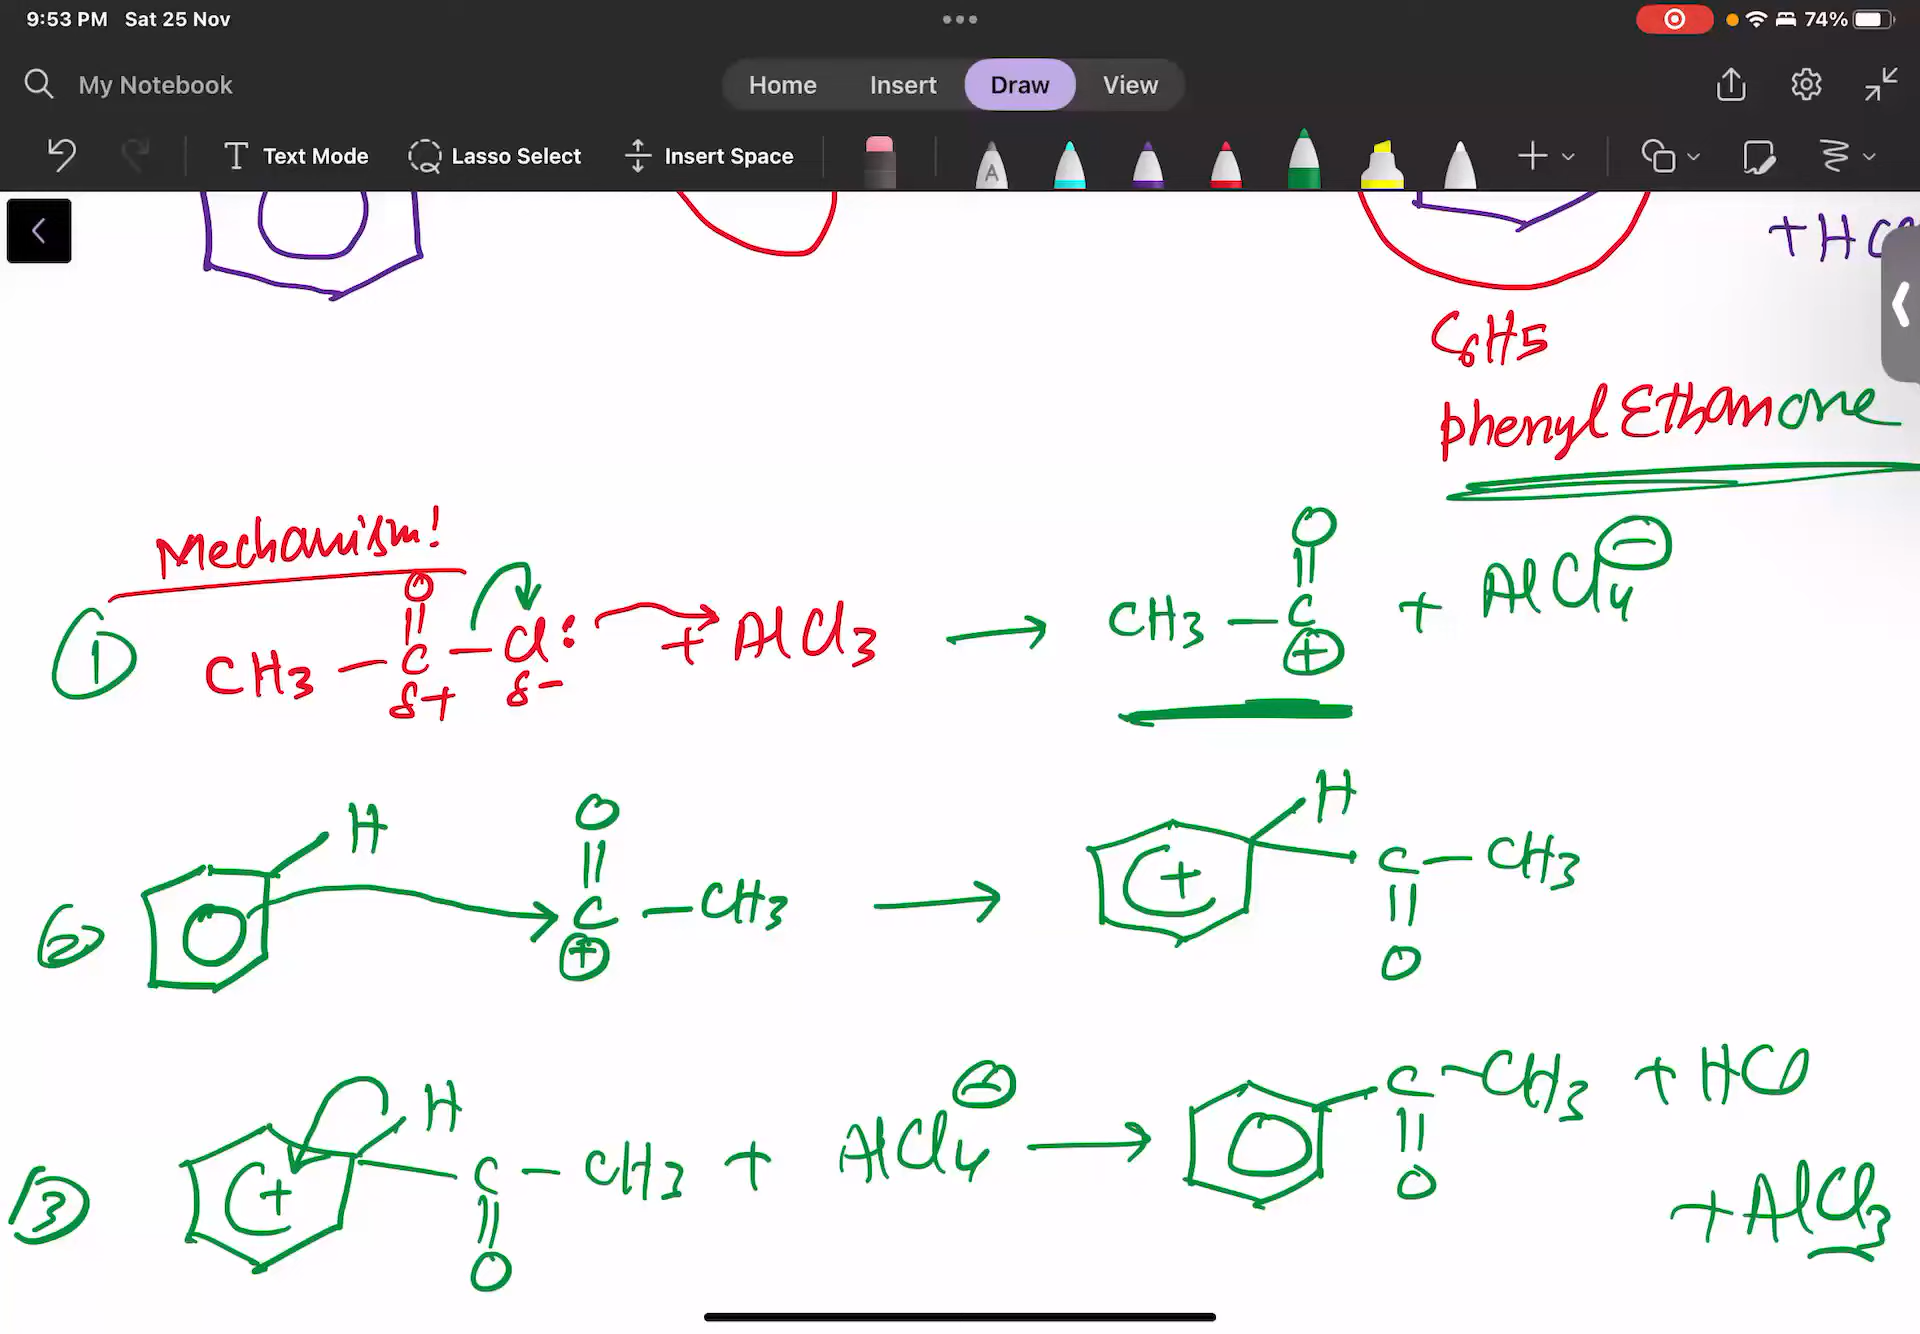 9:53 PM Sat 25 Nov
74%
My Notebook
Home Insert Draw View
Text Mode Lasso Select Insert Space
A
+HC
C6H5
phenyl Ethanone
Mechanism!
① CH3 – C – Cl: + AlCl3 → CH3 – C + AlCl4 ⊖
O O
δ+ δ- ⊕
② H O H
C – CH3 → + C – CH3
⊕ O
③ + H C – CH3 + AlCl4 ⊖ → C – CH3 + HCl
O O
+ AlCl3